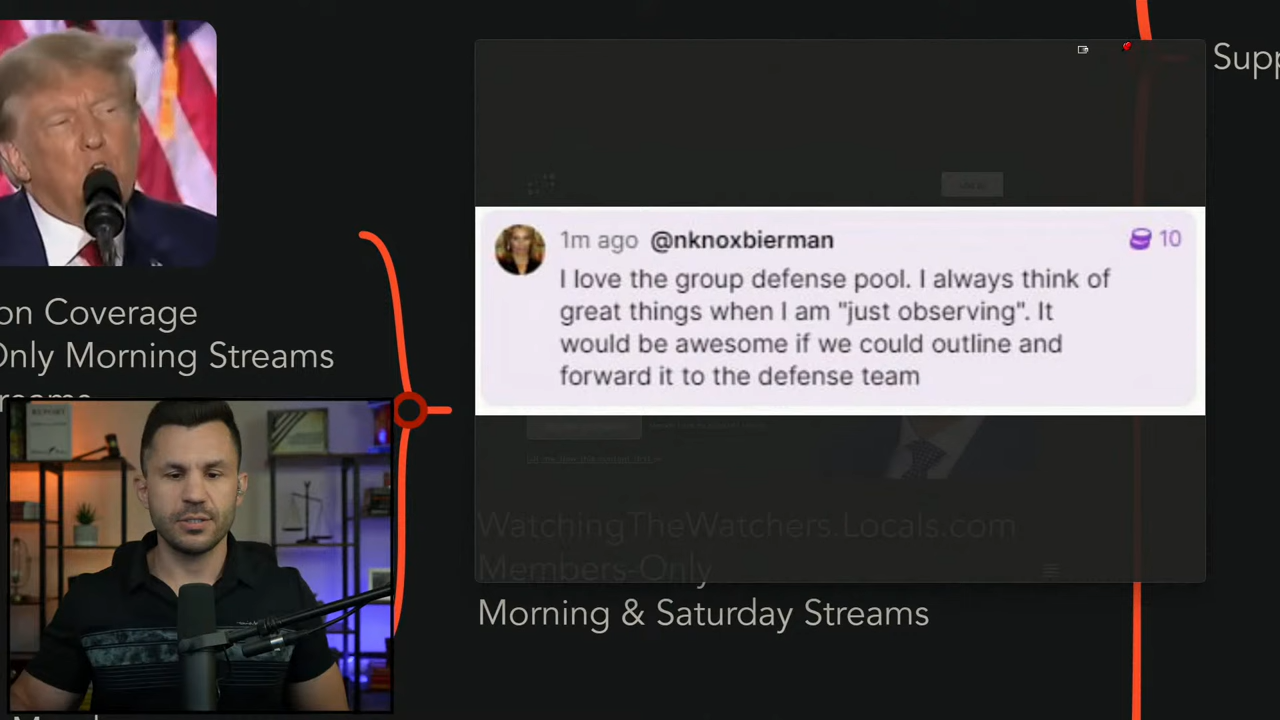 Supp
1m ago @nknoxbierman
10
I love the group defense pool. I always think of
great things when I am "just observing". It
would be awesome if we could outline and
forward it to the defense team
on Coverage
Only Morning Streams
reams
REPORT
WatchingTheWatchers.Locals.com
Members-Only
Morning & Saturday Streams